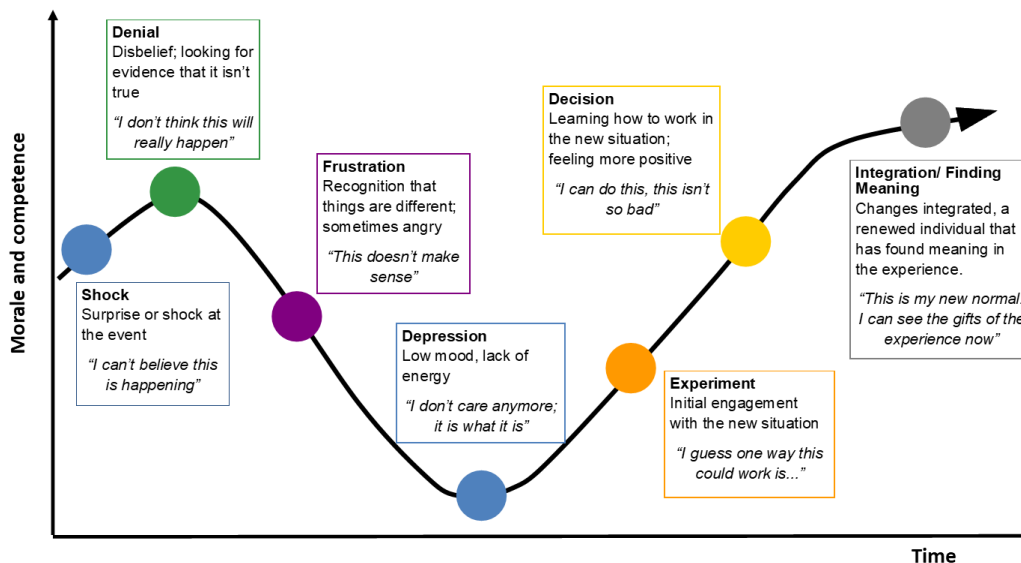 Morale and competence
Denial
Disbelief; looking for
evidence that it isn’t
true
“I don’t think this will
really happen”
Shock
Surprise or shock at
the event
“I can’t believe this
is happening”
Frustration
Recognition that
things are different;
sometimes angry
“This doesn’t make
sense”
Depression
Low mood, lack of
energy
“I don’t care anymore;
it is what it is”
Experiment
Initial engagement
with the new situation
“I guess one way this
could work is...”
Decision
Learning how to work in
the new situation;
feeling more positive
“I can do this, this isn’t
so bad”
Integration/ Finding
Meaning
Changes integrated, a
renewed individual that
has found meaning in
the experience.
“This is my new normal.
I can see the gifts of the
experience now”
Time